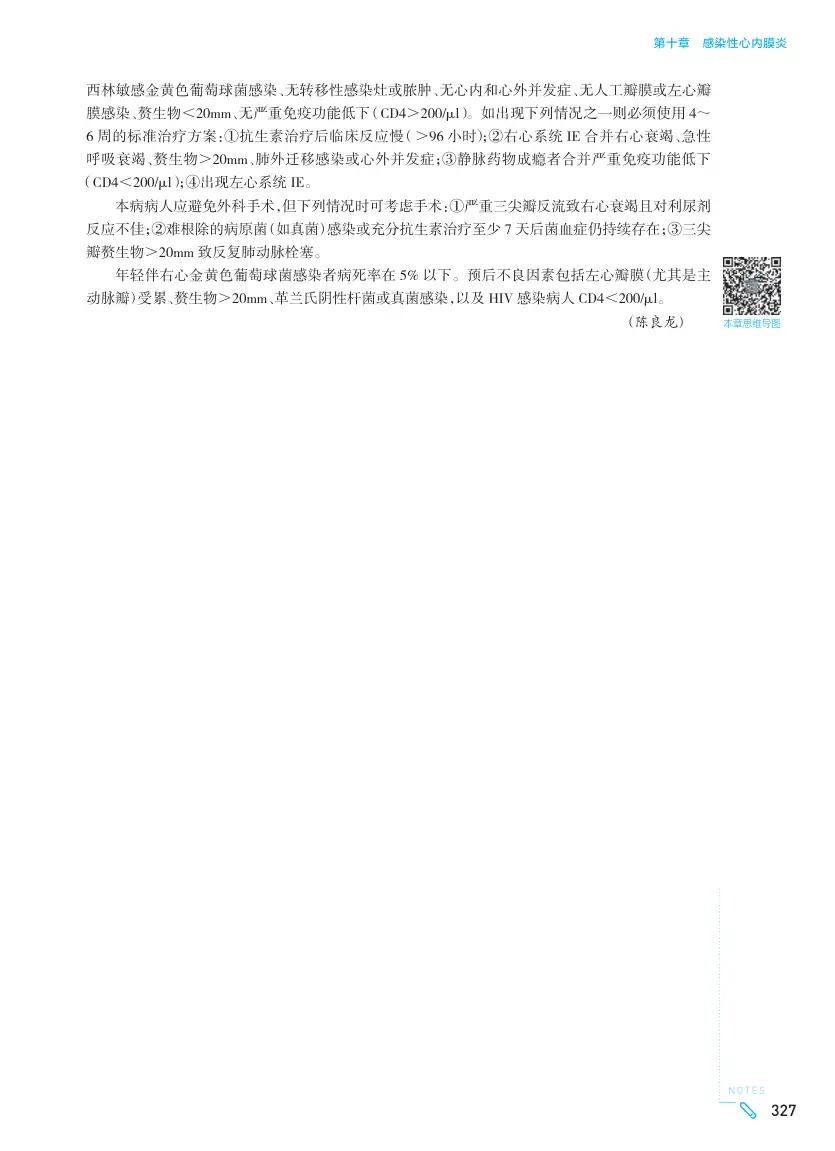 第十章 感染性心内膜炎
西林敏感金黄色葡萄球菌感染、无转移性感染灶或脓肿、无心内和心外并发症、无人工瓣膜或左心瓣
膜感染、赘生物＜20mm、无严重免疫功能低下（CD4＞200/μl）。如出现下列情况之一则必须使用 4～
6 周的标准治疗方案：①抗生素治疗后临床反应慢（＞96 小时）；②右心系统 IE 合并右心衰竭、急性
呼吸衰竭、赘生物＞20mm、肺外迁移感染或心外并发症；③静脉药物成瘾者合并严重免疫功能低下
（CD4＜200/μl）；④出现左心系统 IE。
本病病人应避免外科手术，但下列情况时可考虑手术：①严重三尖瓣反流致右心衰竭且对利尿剂
反应不佳；②难根除的病原菌（如真菌）感染或充分抗生素治疗至少 7 天后菌血症仍持续存在；③三尖
瓣赘生物＞20mm 致反复肺动脉栓塞。
年轻伴右心金黄色葡萄球菌感染者病死率在 5% 以下。预后不良因素包括左心瓣膜（尤其是主
动脉瓣）受累、赘生物＞20mm、革兰氏阴性杆菌或真菌感染，以及 HIV 感染病人 CD4＜200/μl。
（陈良龙）
本章思维导图
NOTES
327